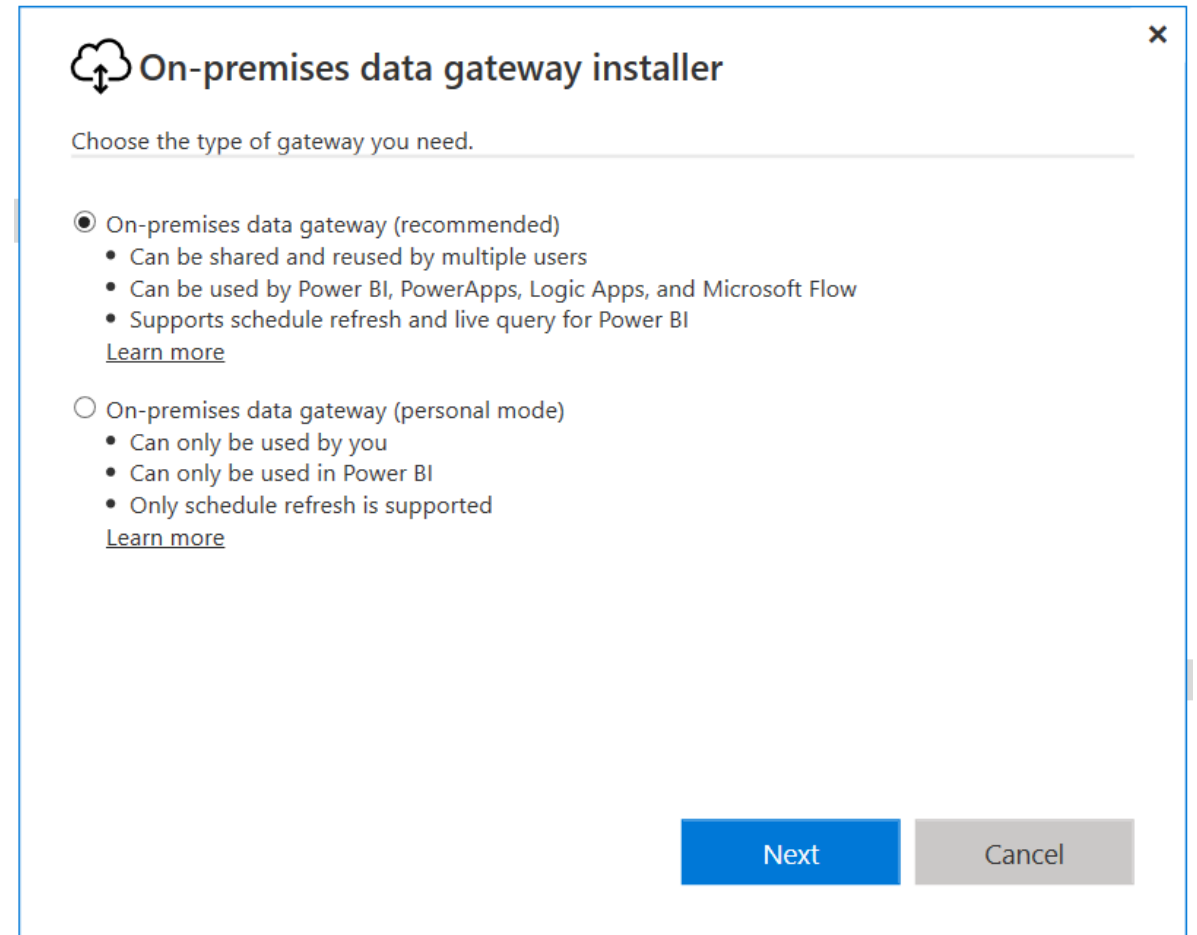 On-premises data gateway installer
Choose the type of gateway you need.
On-premises data gateway (recommended)
• Can be shared and reused by multiple users
• Can be used by Power BI, PowerApps, Logic Apps, and Microsoft Flow
• Supports schedule refresh and live query for Power BI
Learn more
On-premises data gateway (personal mode)
• Can only be used by you
• Can only be used in Power BI
• Only schedule refresh is supported
Learn more
Next Cancel